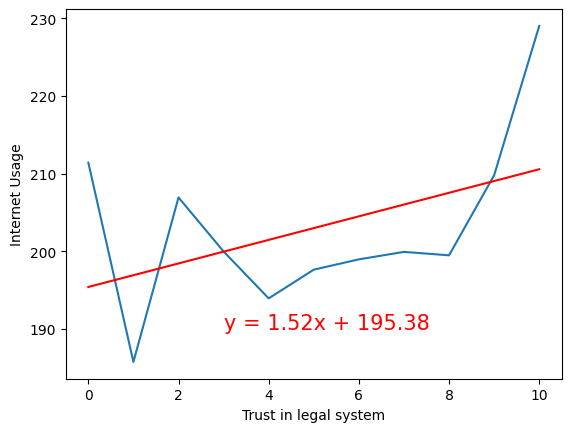 230
220
210
200
190
Internet Usage
y = 1.52x + 195.38
0 2 4 6 8 10
Trust in legal system